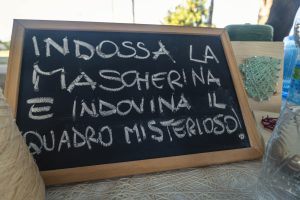 INDOSSA LA
MASCHERINA
E INDOVINA IL
QUADRO MISTERIOSO!